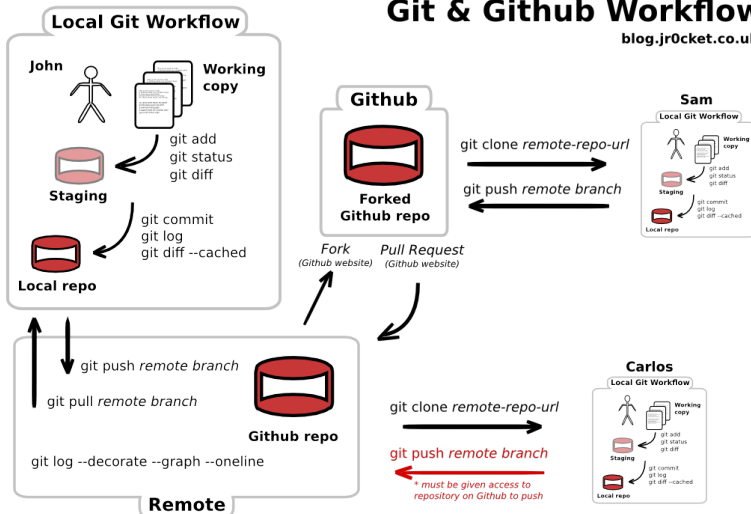 Git & Github Workflow
blog.jr0cket.co.uk
Local Git Workflow
John
Working
copy
git add
git status
git diff
Staging
git commit
git log
git diff --cached
Local repo
Github
Forked
Github repo
Fork
(Github website)
Pull Request
(Github website)
git clone remote-repo-url
git push remote branch
Sam
Local Git Workflow
Working
copy
git add
git status
git diff
Staging
git commit
git log
git diff --cached
Local repo
git push remote branch
git pull remote branch
Github repo
git log --decorate --graph --oneline
Remote
git clone remote-repo-url
git push remote branch
* must be given access to
repository on Github to push
Carlos
Local Git Workflow
Working
copy
git add
git status
git diff
Staging
git commit
git log
git diff --cached
Local repo